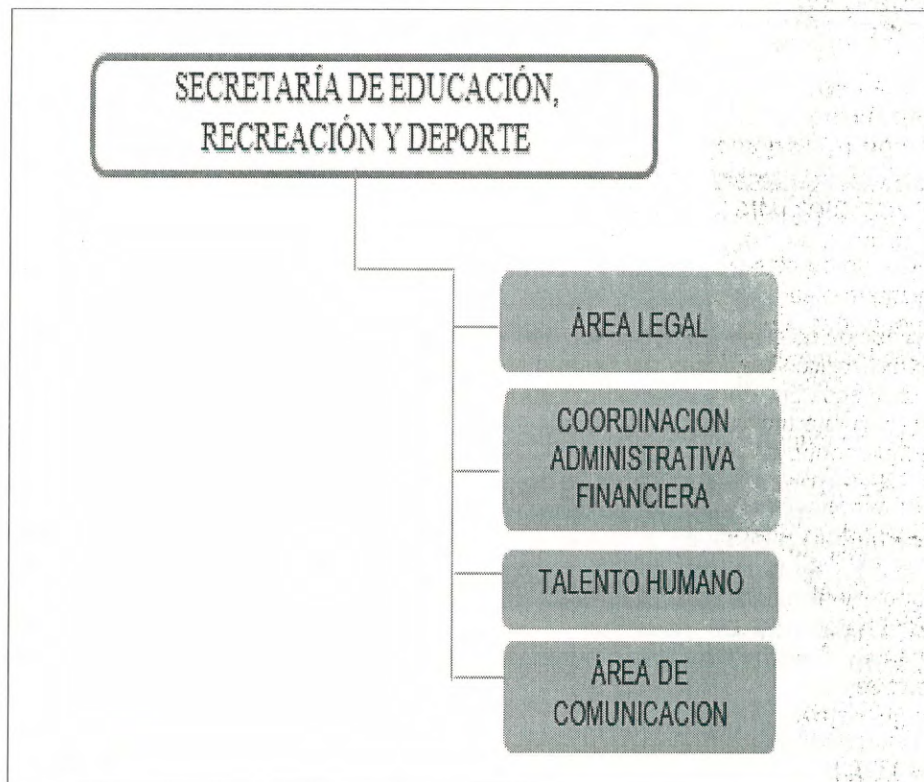 SECRETARÍA DE EDUCACIÓN,
RECREACIÓN Y DEPORTE
ÁREA LEGAL
COORDINACION
ADMINISTRATIVA
FINANCIERA
TALENTO HUMANO
ÁREA DE
COMUNICACION